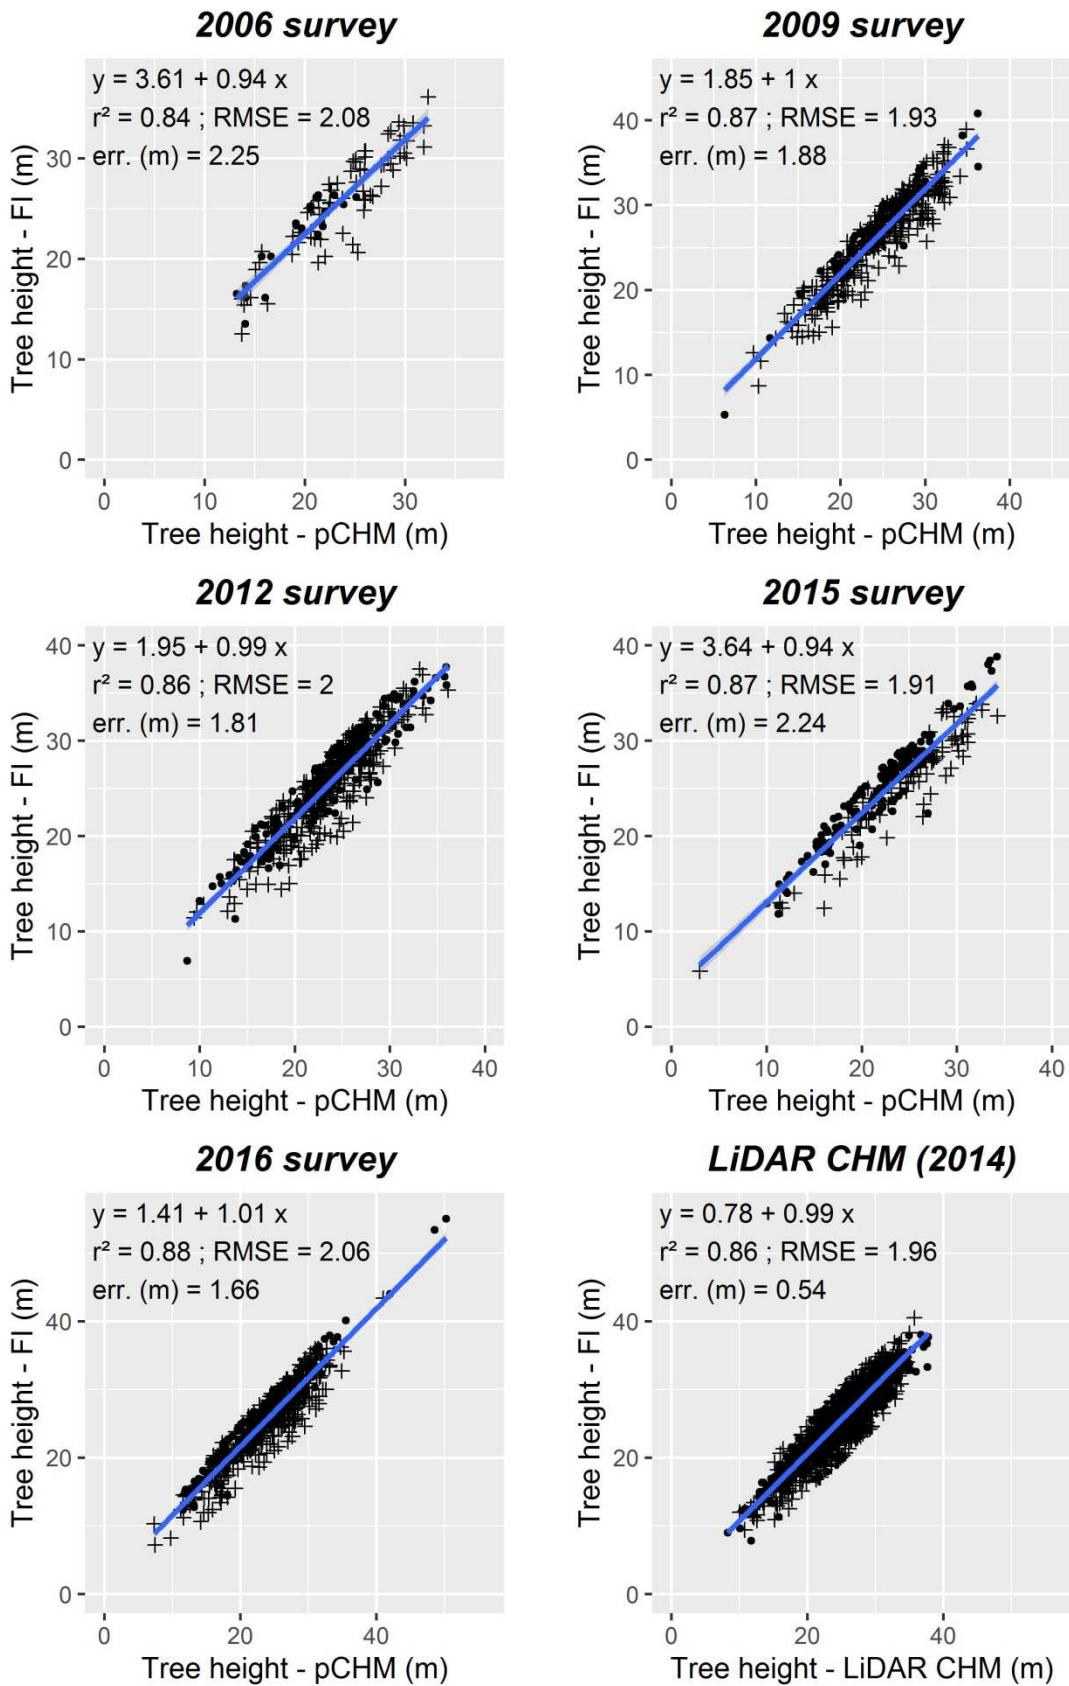 2006 survey
y = 3.61 + 0.94 x
r² = 0.84 ; RMSE = 2.08
err. (m) = 2.25
30
20
10
0
Tree height - FI (m)
0 10 20 30
Tree height - pCHM (m)
2009 survey
y = 1.85 + 1 x
r² = 0.87 ; RMSE = 1.93
err. (m) = 1.88
40
30
20
10
0
Tree height - FI (m)
0 10 20 30 40
Tree height - pCHM (m)
2012 survey
y = 1.95 + 0.99 x
r² = 0.86 ; RMSE = 2
err. (m) = 1.81
40
30
20
10
0
Tree height - FI (m)
0 10 20 30 40
Tree height - pCHM (m)
2015 survey
y = 3.64 + 0.94 x
r² = 0.87 ; RMSE = 1.91
err. (m) = 2.24
40
30
20
10
0
Tree height - FI (m)
0 10 20 30 40
Tree height - pCHM (m)
2016 survey
y = 1.41 + 1.01 x
r² = 0.88 ; RMSE = 2.06
err. (m) = 1.66
40
20
0
Tree height - FI (m)
0 20 40
Tree height - pCHM (m)
LiDAR CHM (2014)
y = 0.78 + 0.99 x
r² = 0.86 ; RMSE = 1.96
err. (m) = 0.54
40
20
0
Tree height - FI (m)
0 20 40
Tree height - LiDAR CHM (m)